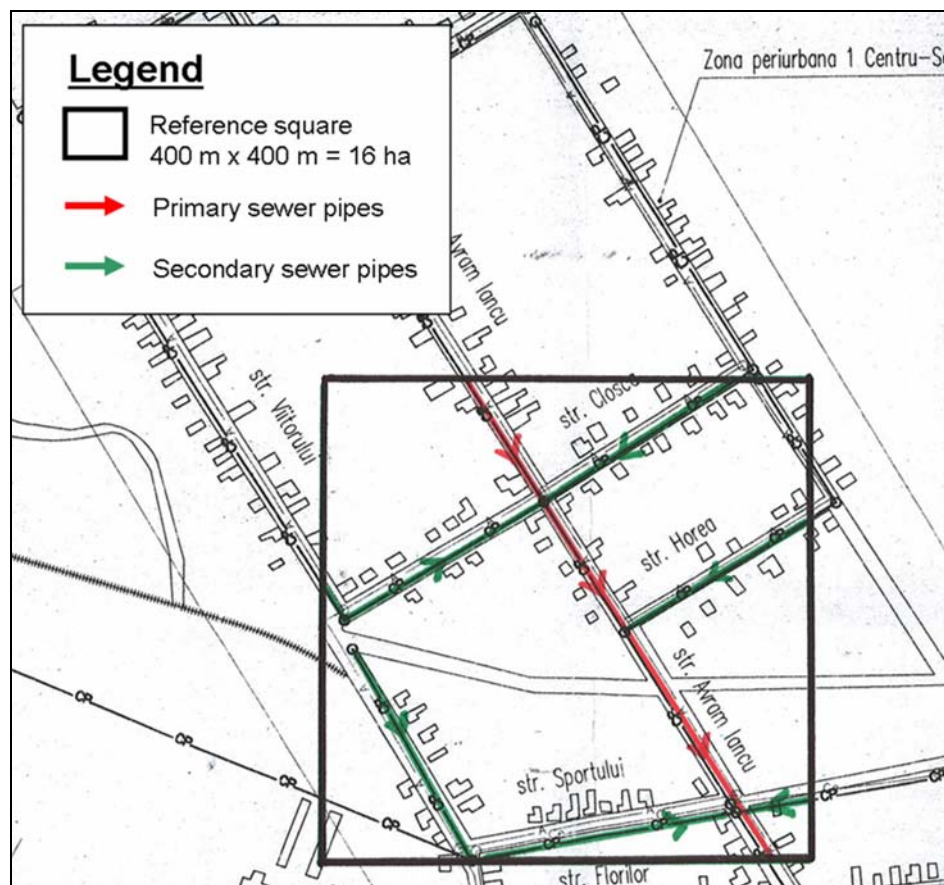 Legend
Reference square
400 m x 400 m = 16 ha
Primary sewer pipes
Secondary sewer pipes
Zona periurbana 1 Centru-S
Avram Iancu
str. Viitorului
str. Closca
str. Horea
str. Avram Iancu
str. Sportului
str. Florilor